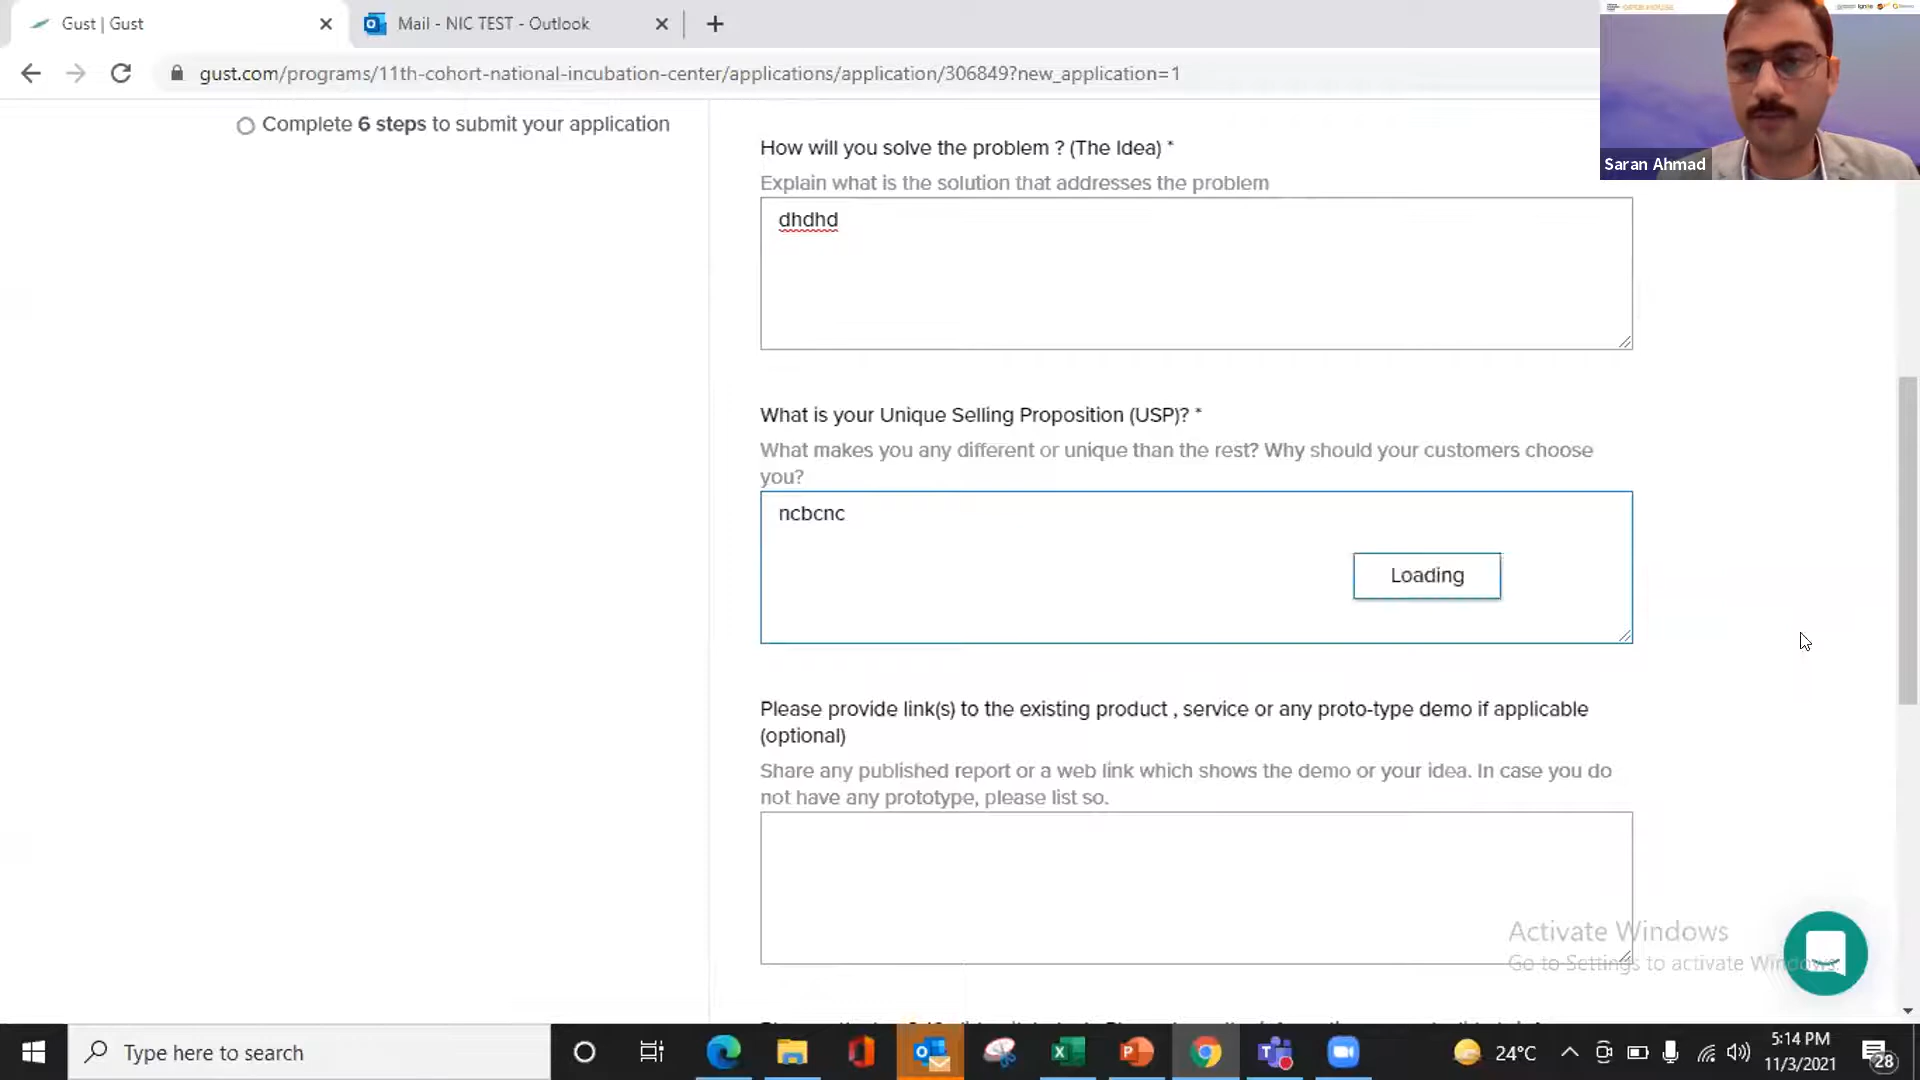 Gust | Gust
Mail - NIC TEST - Outlook
gust.com/programs/11th-cohort-national-incubation-center/applications/application/306849?new_application=1
Saran Ahmad
Complete 6 steps to submit your application
How will you solve the problem ? (The Idea) *
Explain what is the solution that addresses the problem
dhdhd
What is your Unique Selling Proposition (USP)? *
What makes you any different or unique than the rest? Why should your customers choose
you?
ncbcnc
Loading
Please provide link(s) to the existing product , service or any proto-type demo if applicable
(optional)
Share any published report or a web link which shows the demo or your idea. In case you do
not have any prototype, please list so.
Activate Windows
Go to Settings to activate Windows.
Type here to search
24°C
5:14 PM
11/3/2021
28